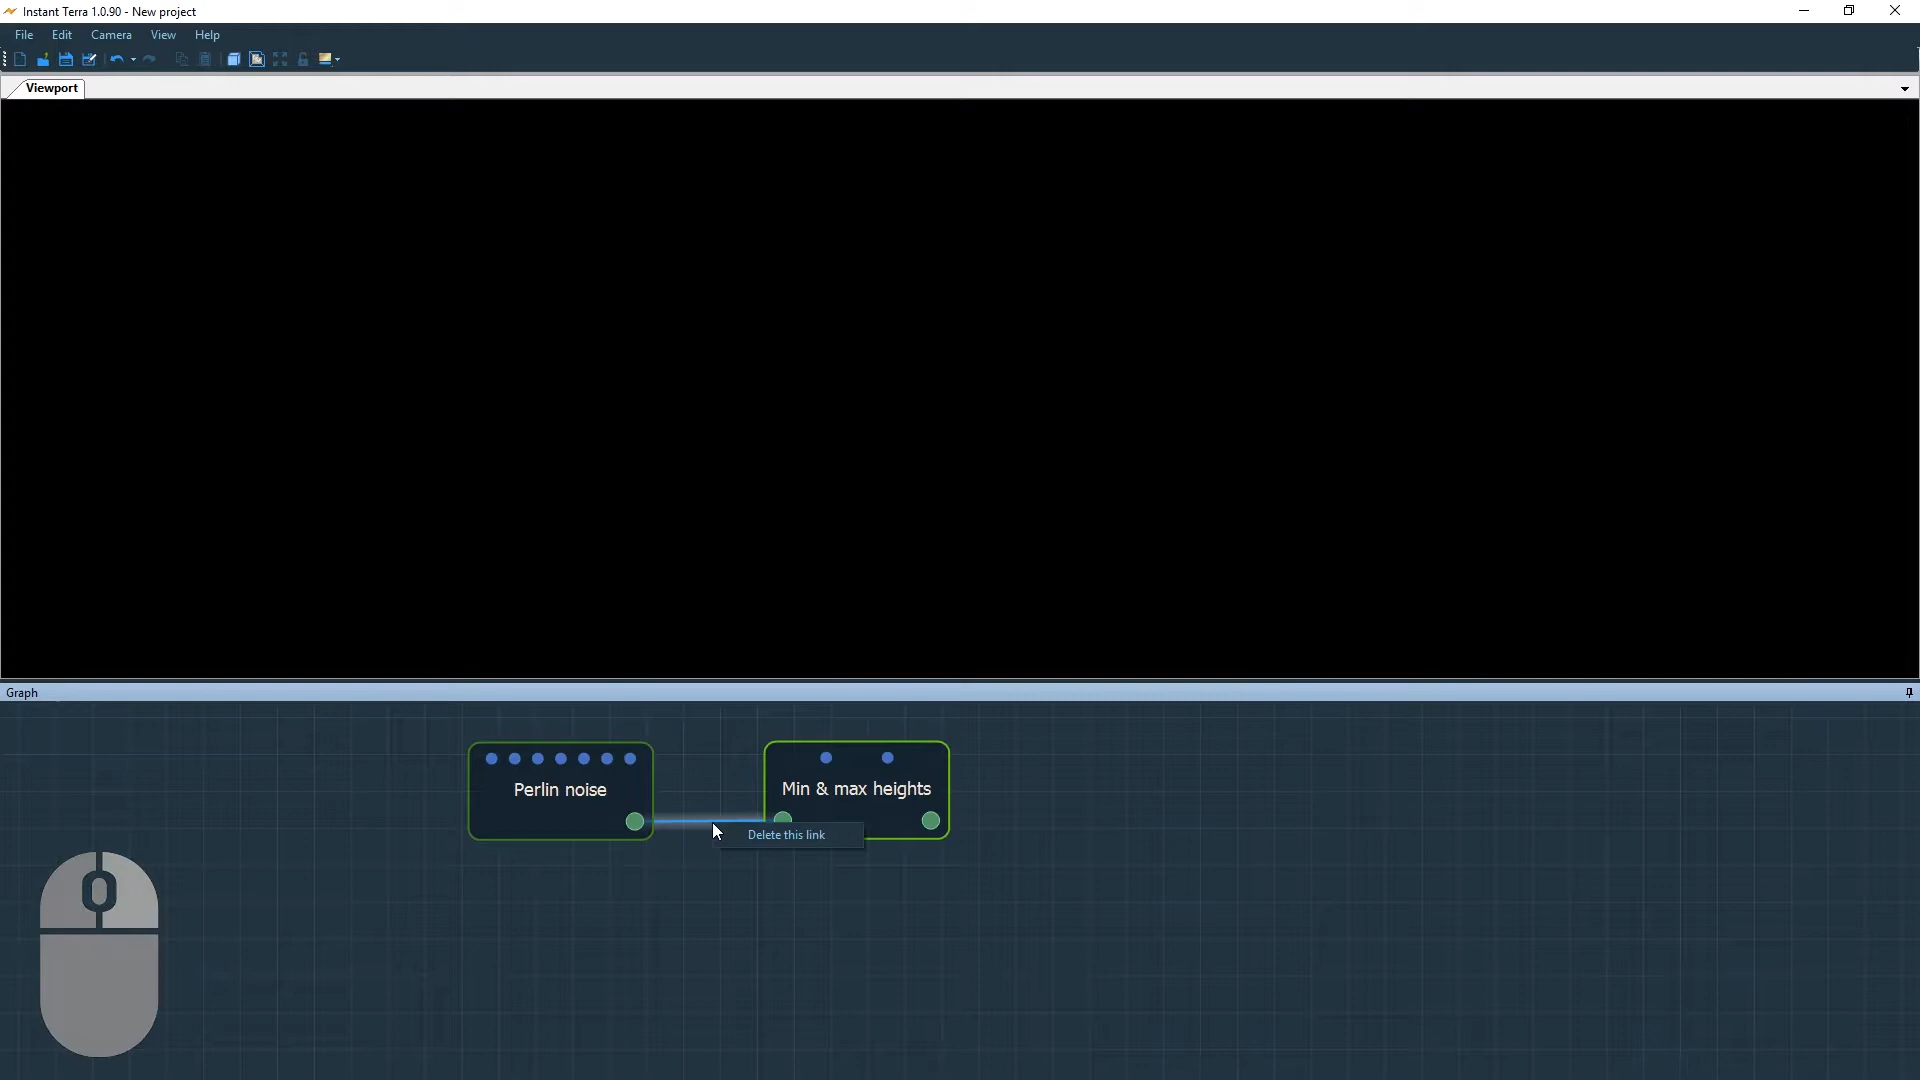 Instant Terra 1.0.90 - New project
File Edit Camera View Help
Viewport
Graph
Perlin noise
Min & max heights
Delete this link